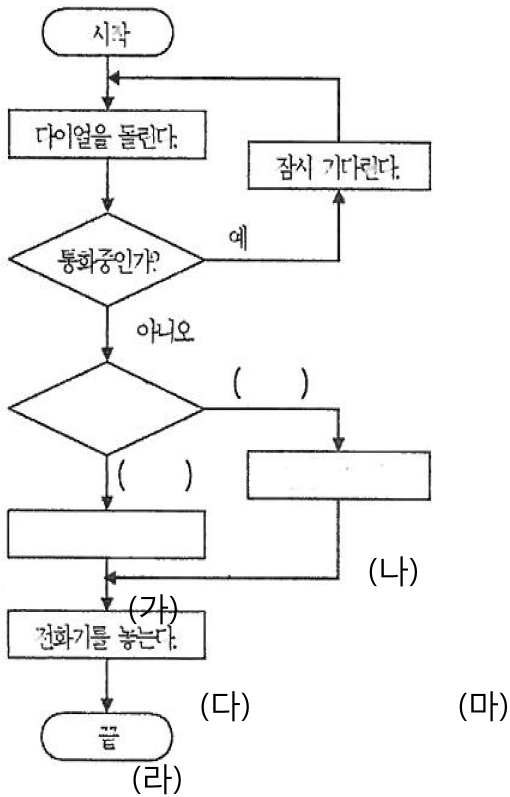 시작
다이얼을 돌린다.
잠시 기다린다.
통화중인가?
예
아니오
(      )
(      )
(나)
(가)
전화기를 놓는다.
(다)
(마)
끝
(라)